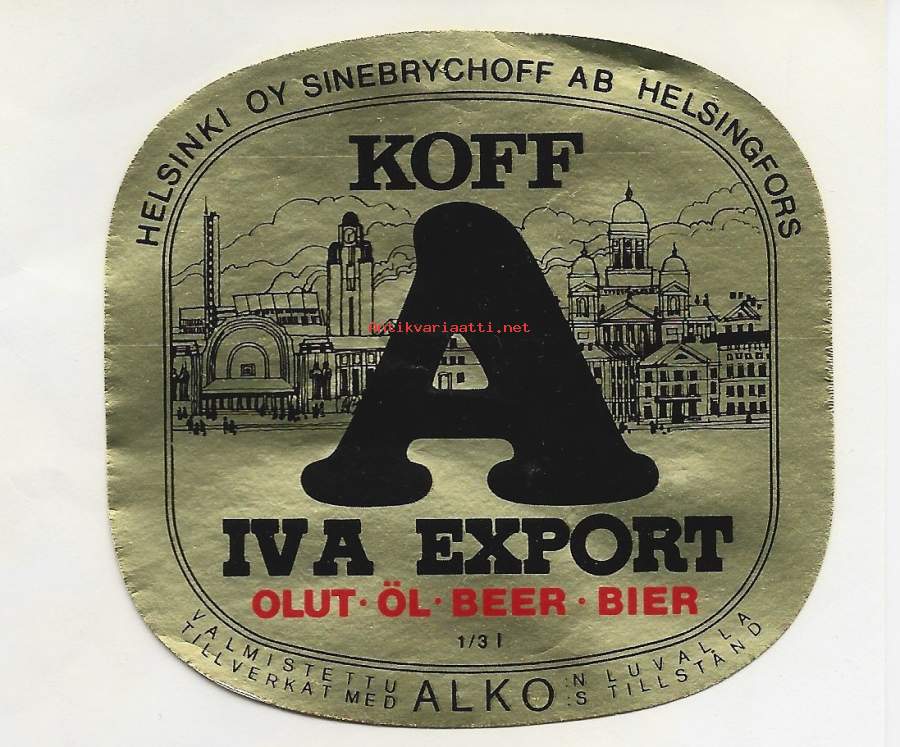 HELSINKI OY SINEBRYCHOFF AB HELSINGFORS
KOFF
A
antikvariaatti.net
IVA EXPORT
OLUT · ÖL · BEER · BIER
1/3 l
VALMISTETTU ALKO:N LUVALLA
TILLVERKAT MED ALKO:S TILLSTÅND